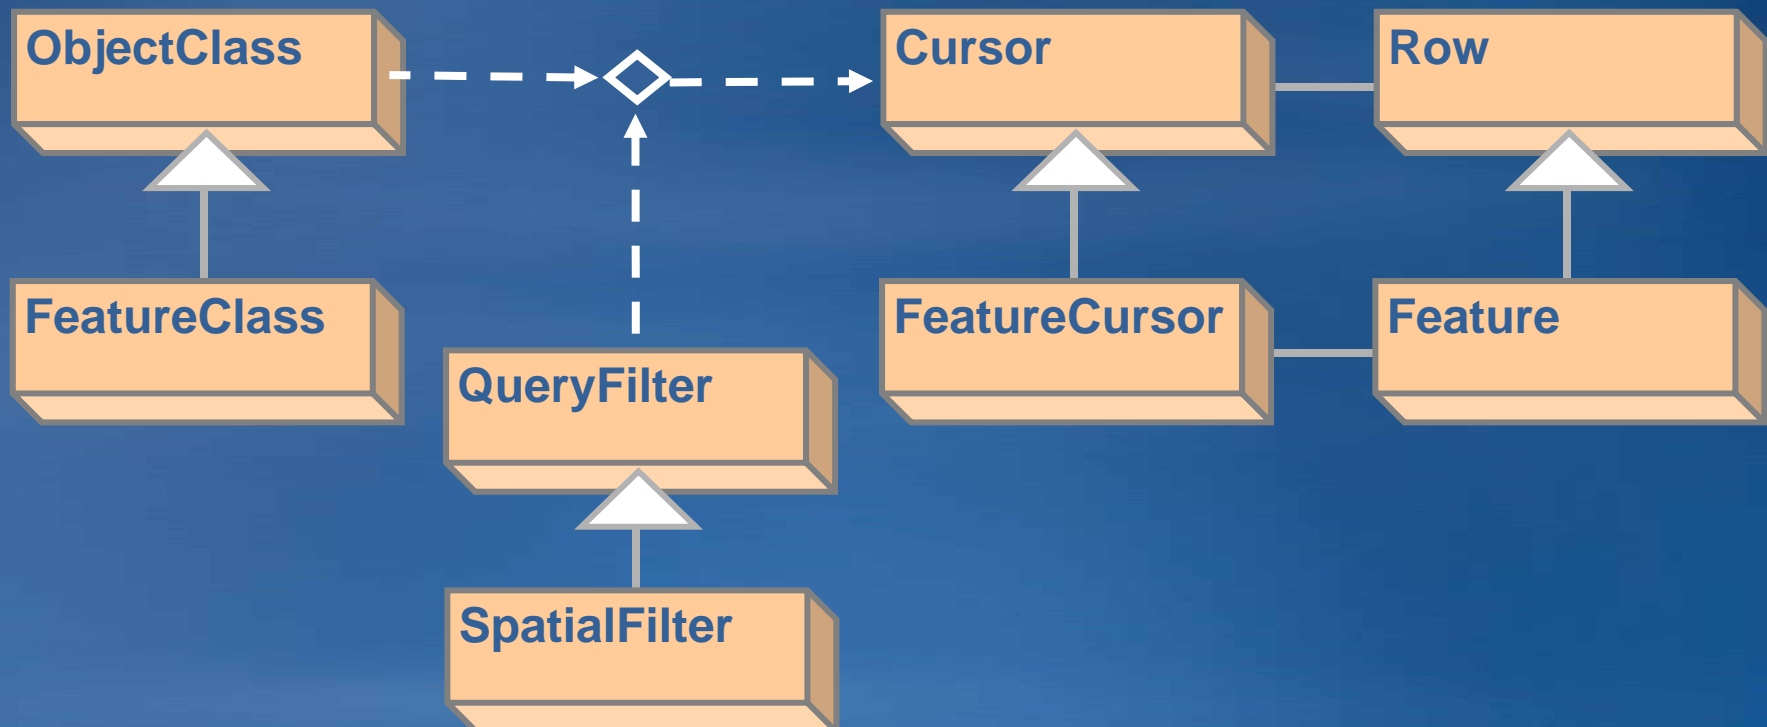 ObjectClass
Cursor
Row
FeatureClass
FeatureCursor
Feature
QueryFilter
SpatialFilter